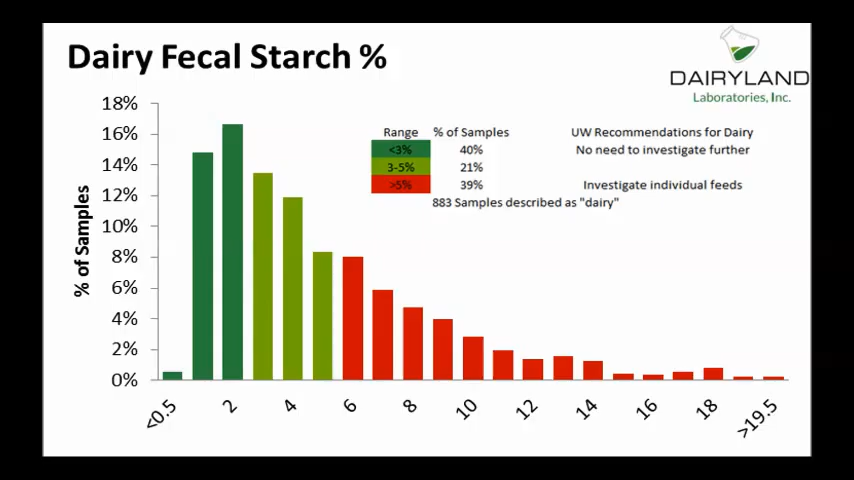 Dairy Fecal Starch %
DAIRYLAND
Laboratories, Inc.
Range % of Samples UW Recommendations for Dairy
<3% 40% No need to investigate further
3-5% 21%
>5% 39% Investigate individual feeds
883 Samples described as "dairy"
% of Samples
18%
16%
14%
12%
10%
8%
6%
4%
2%
0%
<0.5 2 4 6 8 10 12 14 16 18 >19.5